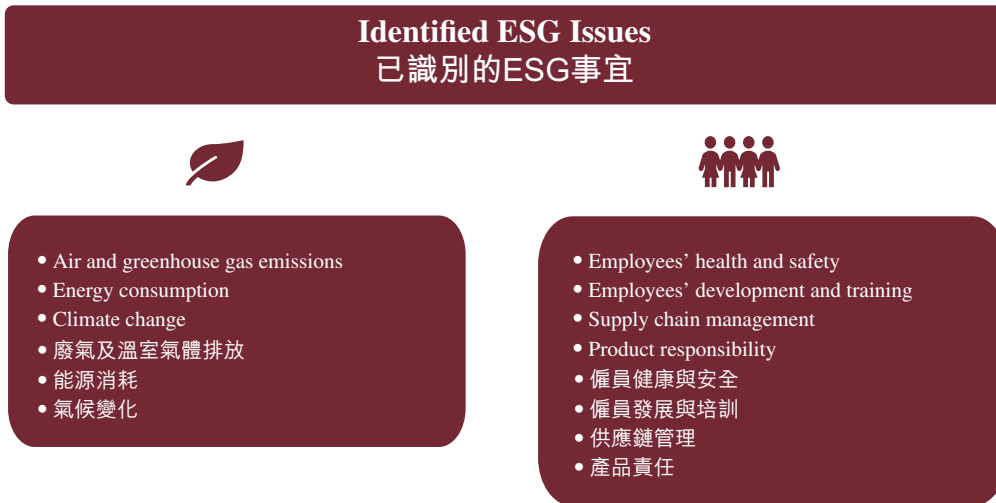 Identified ESG Issues
已識別的ESG事宜
• Air and greenhouse gas emissions
• Energy consumption
• Climate change
• 廢氣及溫室氣體排放
• 能源消耗
• 氣候變化
• Employees’ health and safety
• Employees’ development and training
• Supply chain management
• Product responsibility
• 僱員健康與安全
• 僱員發展與培訓
• 供應鏈管理
• 產品責任